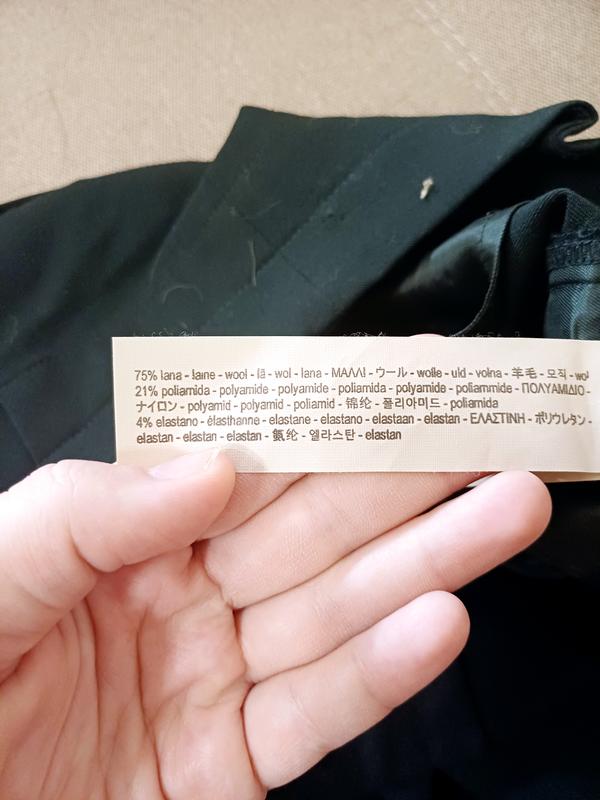 75% lana - laine - wool - lã - wol - lana - ΜΑΛΛΙ - ウール - wolle - uld - volna - 羊毛 - 모직 - wol
21% poliamida - polyamide - polyamide - poliamida - polyamide - poliammide - ΠΟΛΥΑΜΙΔΙΟ -
ナイロン - polyamid - polyamid - poliamid - 锦纶 - 폴리아미드 - poliamida
4% elastano - élasthanne - elastane - elastano - elastaan - elastan - ΕΛΑΣΤΙΝΗ - ポリウレタン -
elastan - elastan - elastan - 氨纶 - 엘라스탄 - elastan